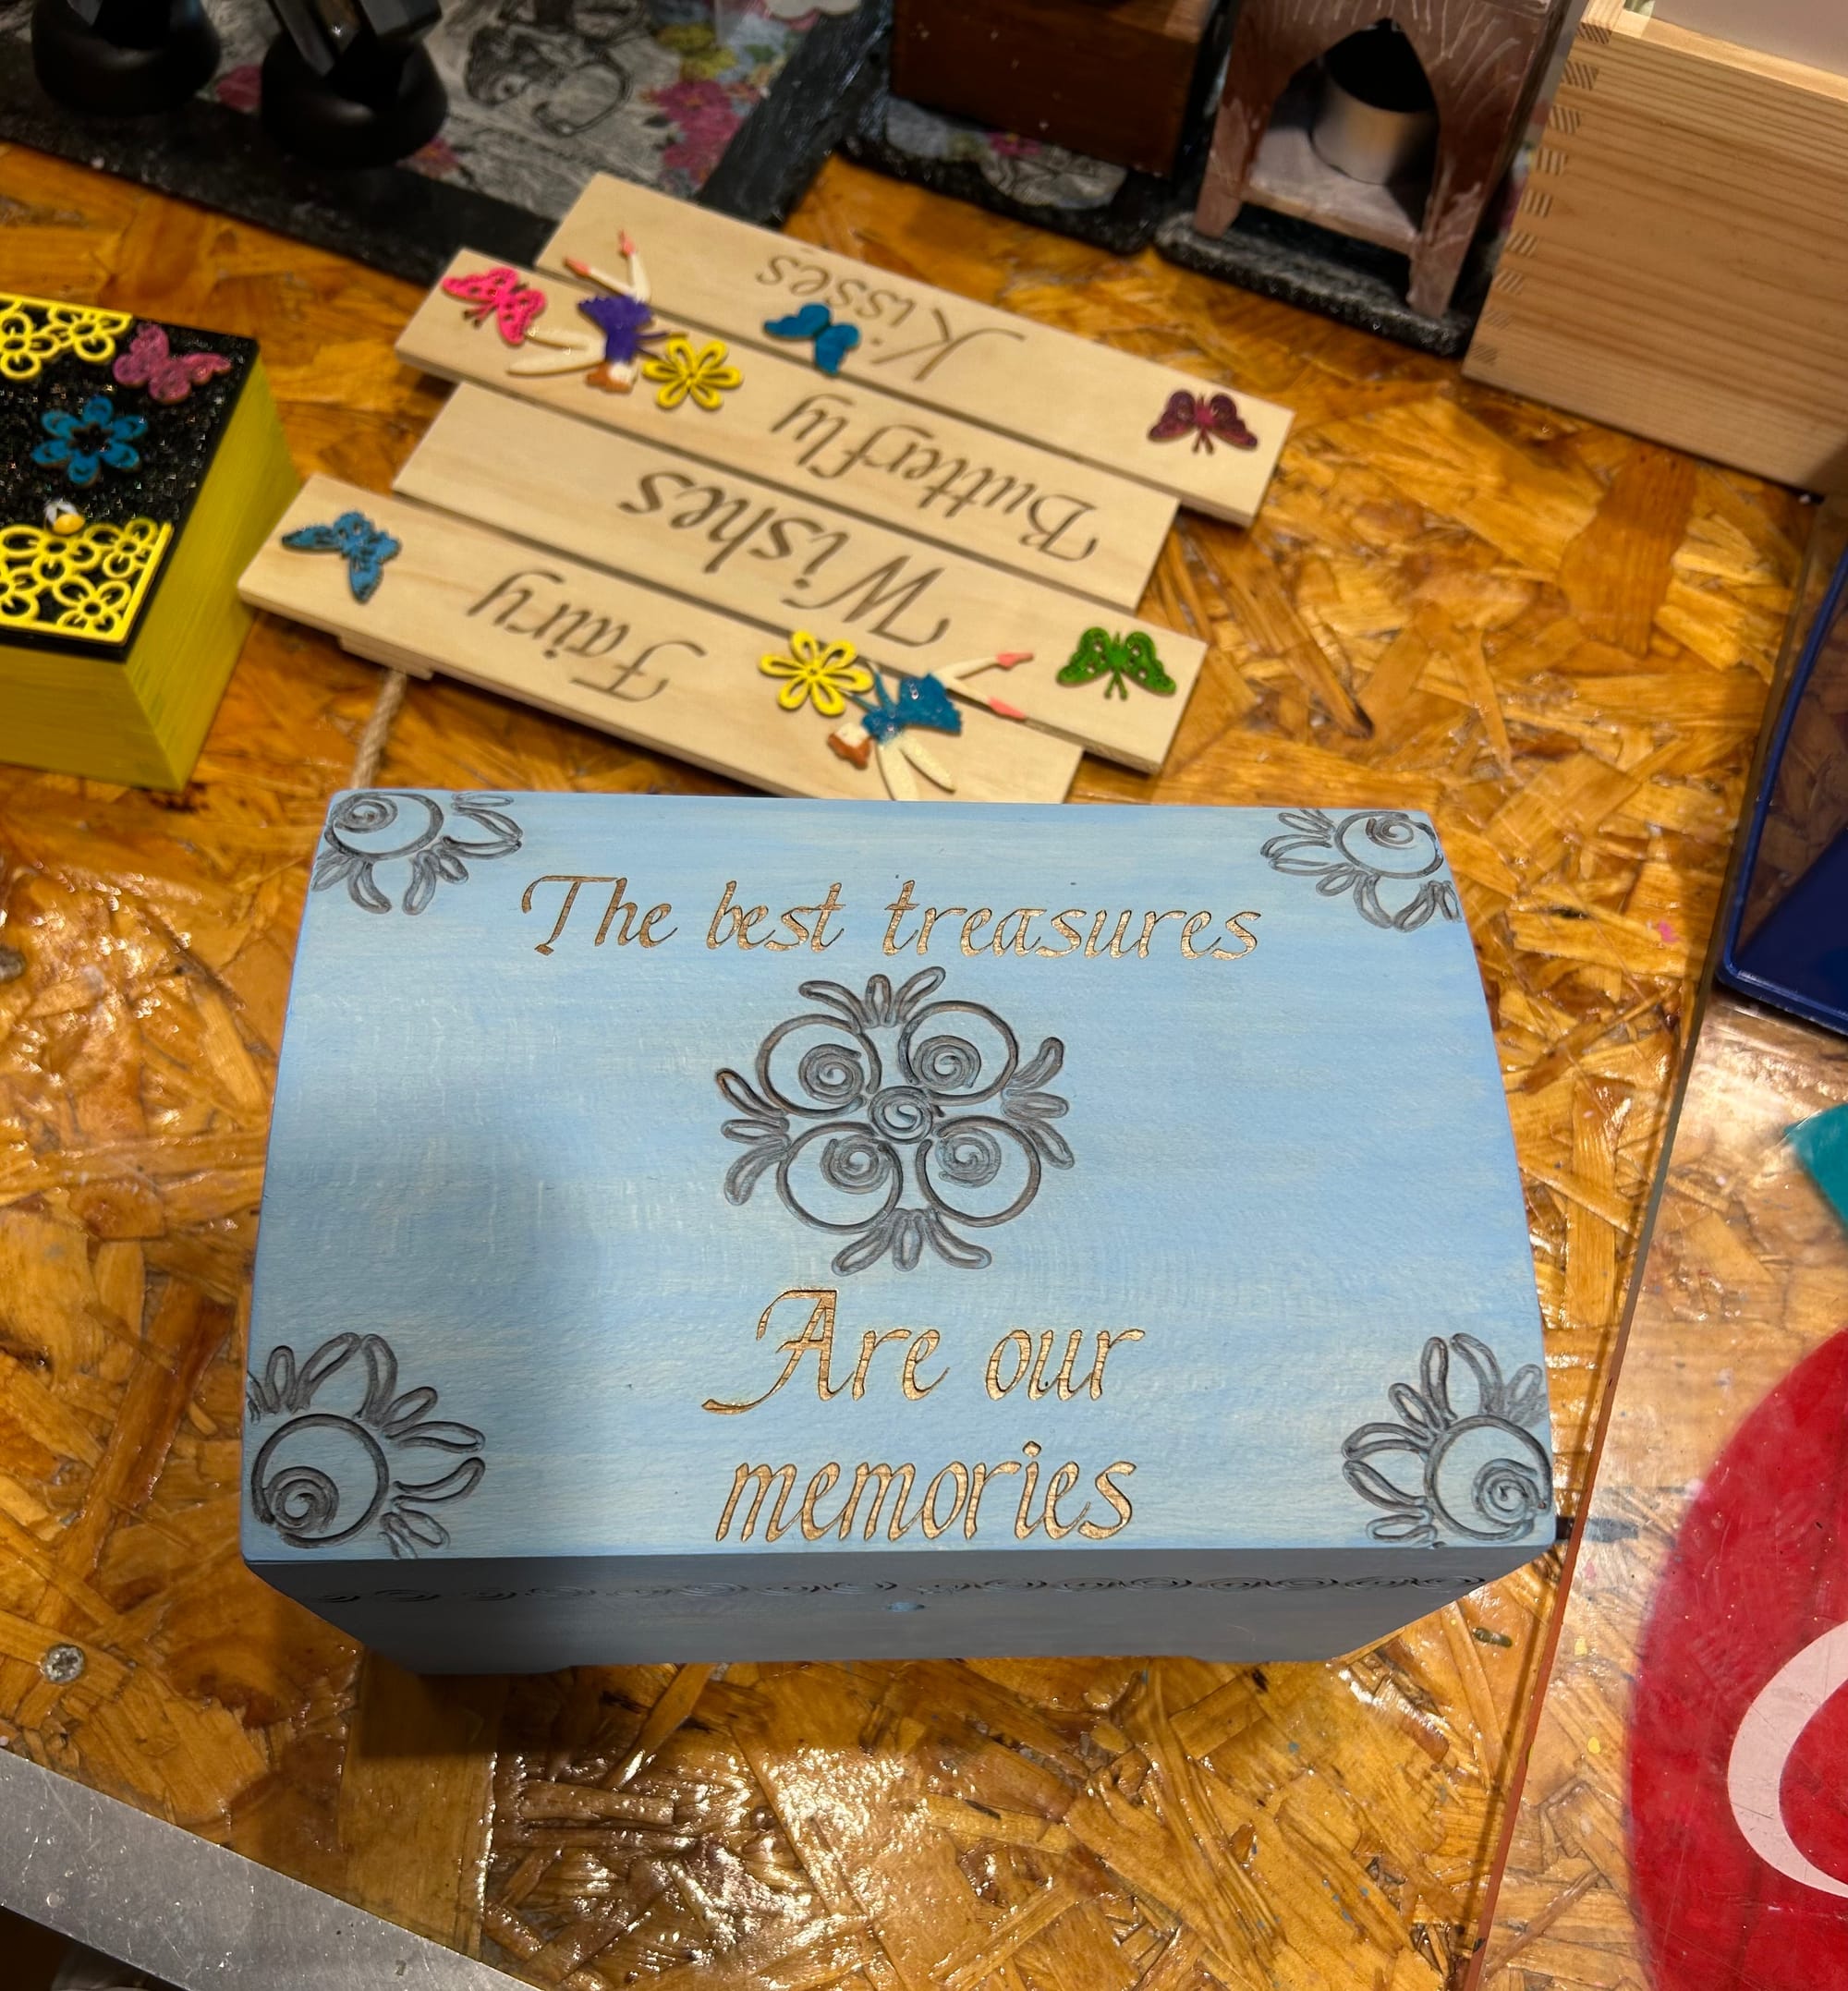 The best treasures
Are our
memories
Fairy
Wishes
Butterfly
Kisses